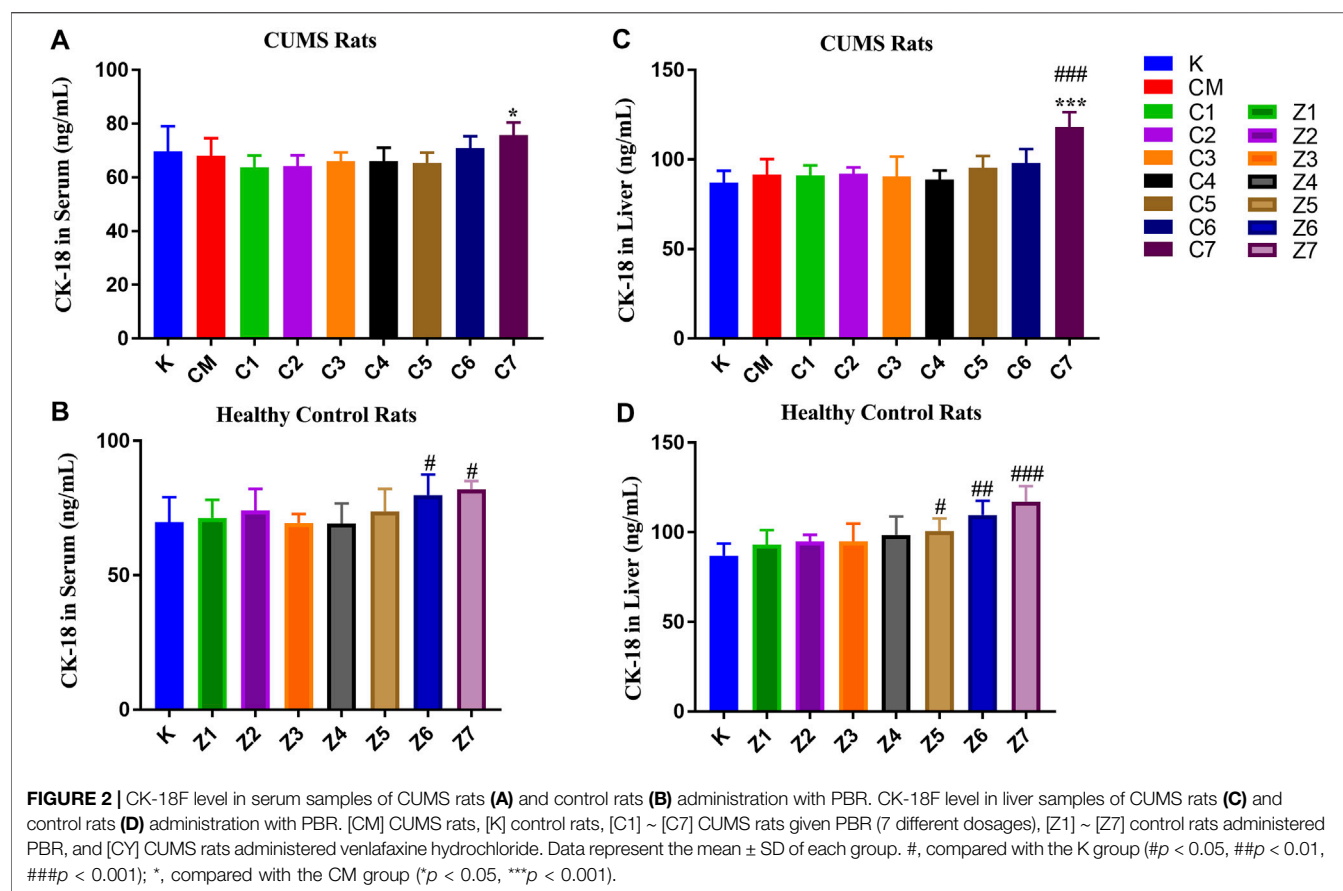 A
CUMS Rats
CK-18 in Serum (ng/mL)
100
80
60
40
20
0
K
CM
C1
C2
C3
C4
C5
C6
C7
*
C
CUMS Rats
CK-18 in Liver (ng/mL)
150
100
50
0
K
CM
C1
C2
C3
C4
C5
C6
C7
###
***
K
CM
C1
C2
C3
C4
C5
C6
C7
Z1
Z2
Z3
Z4
Z5
Z6
Z7
B
Healthy Control Rats
CK-18 in Serum (ng/mL)
100
50
0
K
Z1
Z2
Z3
Z4
Z5
Z6
Z7
#
#
D
Healthy Control Rats
CK-18 in Liver (ng/mL)
150
100
50
0
K
Z1
Z2
Z3
Z4
Z5
Z6
Z7
#
##
###
FIGURE 2 | CK-18F level in serum samples of CUMS rats (A) and control rats (B) administration with PBR. CK-18F level in liver samples of CUMS rats (C) and
control rats (D) administration with PBR. [CM] CUMS rats, [K] control rats, [C1] ~ [C7] CUMS rats given PBR (7 different dosages), [Z1] ~ [Z7] control rats administered
PBR, and [CY] CUMS rats administered venlafaxine hydrochloride. Data represent the mean ± SD of each group. #, compared with the K group (#p < 0.05, ##p < 0.01,
###p < 0.001); *, compared with the CM group (*p < 0.05, ***p < 0.001).